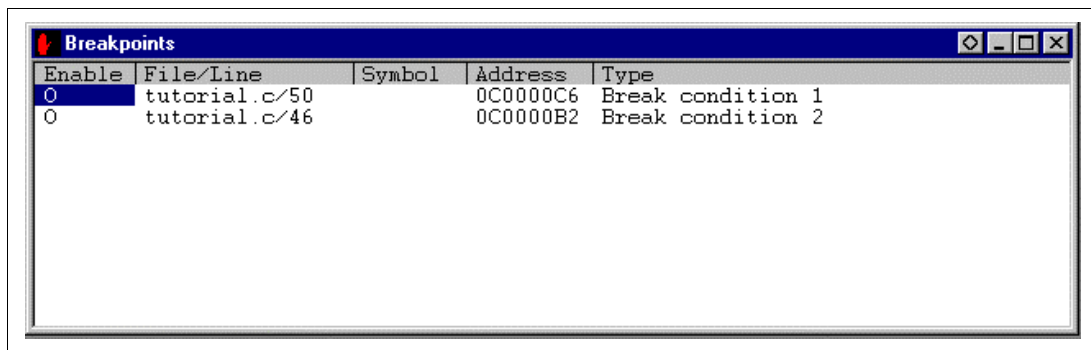 Breakpoints
Enable File/Line Symbol Address Type
O tutorial.c/50 0C0000C6 Break condition 1
O tutorial.c/46 0C0000B2 Break condition 2